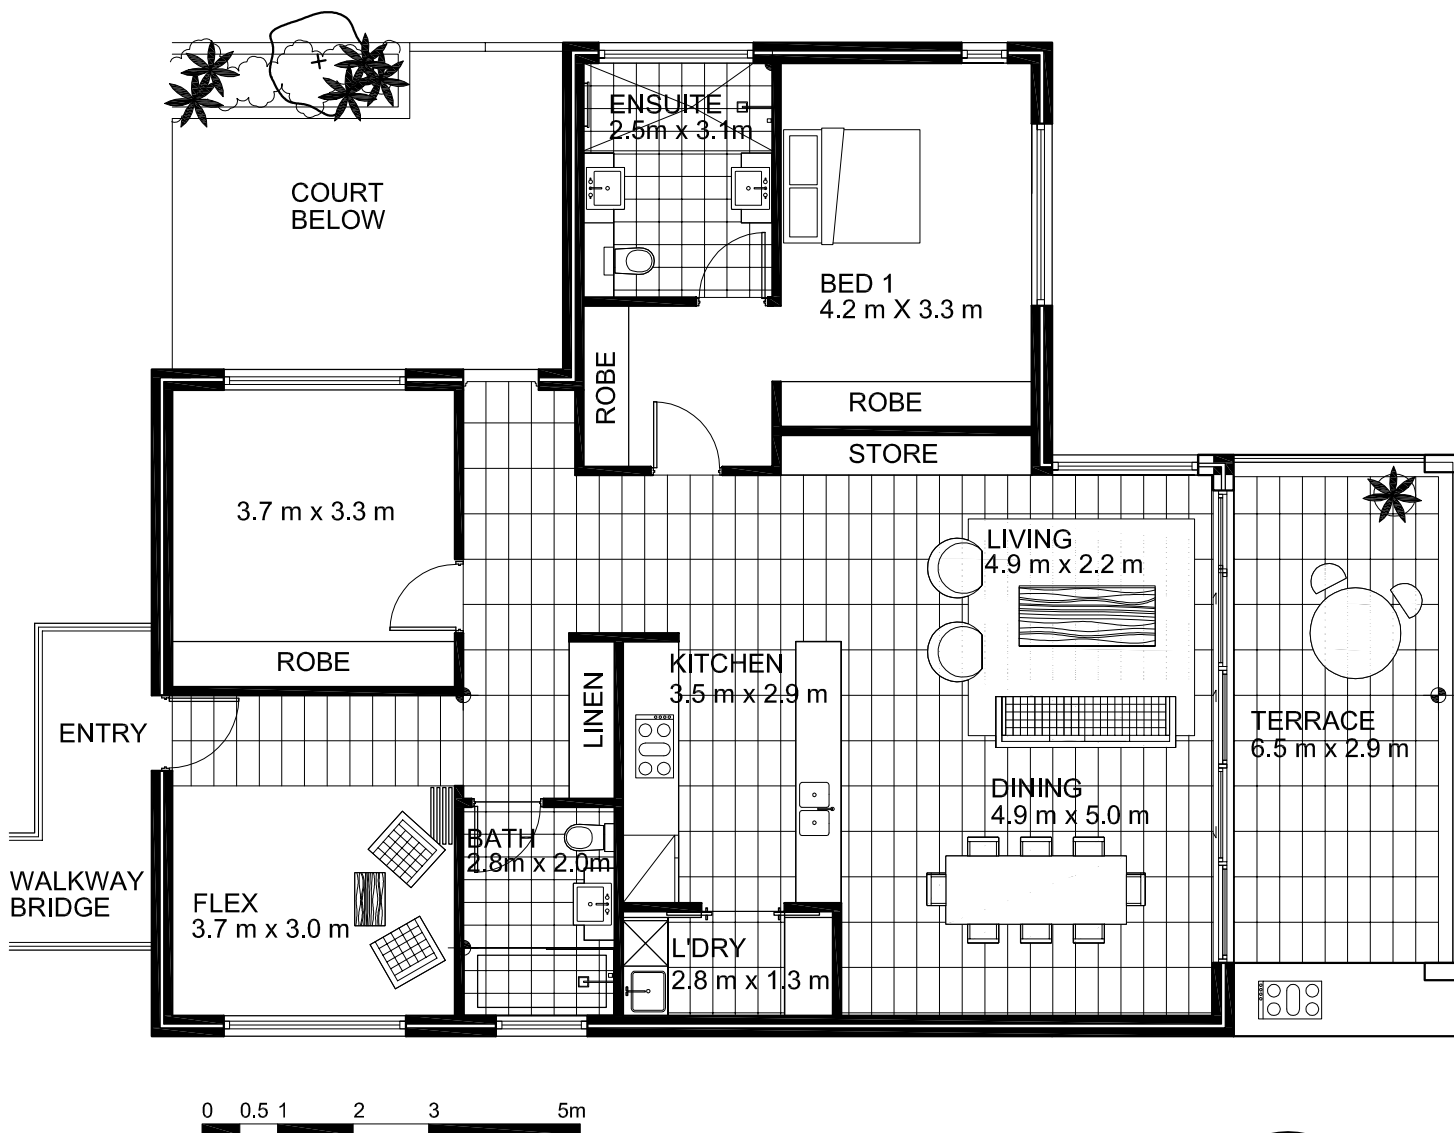 ENSUITE
2.5m x 3.1m
COURT
BELOW
BED 1
4.2 m X 3.3 m
ROBE
ROBE
STORE
3.7 m x 3.3 m
LIVING
4.9 m x 2.2 m
ROBE
KITCHEN
3.5 m x 2.9 m
LINEN
ENTRY
TERRACE
6.5 m x 2.9 m
DINING
4.9 m x 5.0 m
BATH
2.8m x 2.0m
WALKWAY
BRIDGE
FLEX
3.7 m x 3.0 m
L'DRY
2.8 m x 1.3 m
0 0.5 1 2 3 5m